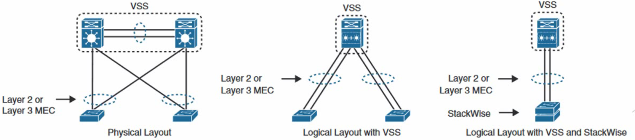 VSS
Layer 2 or
Layer 3 MEC
Physical Layout
VSS
Layer 2 or
Layer 3 MEC
Logical Layout with VSS
VSS
Layer 2 or
Layer 3 MEC
StackWise
Logical Layout with VSS and StackWise